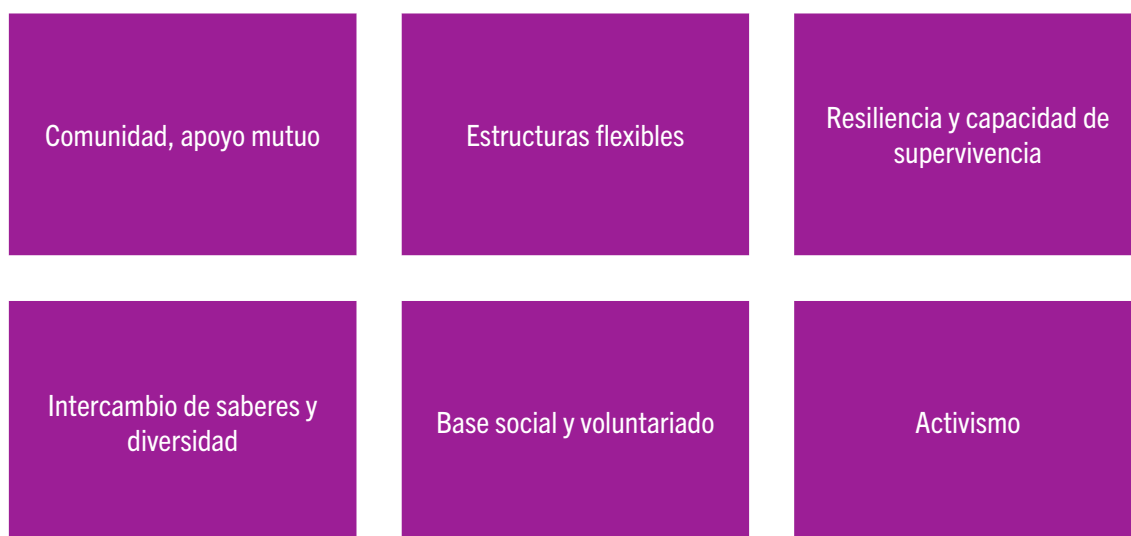 Comunidad, apoyo mutuo
Estructuras flexibles
Resiliencia y capacidad de
supervivencia
Intercambio de saberes y
diversidad
Base social y voluntariado
Activismo